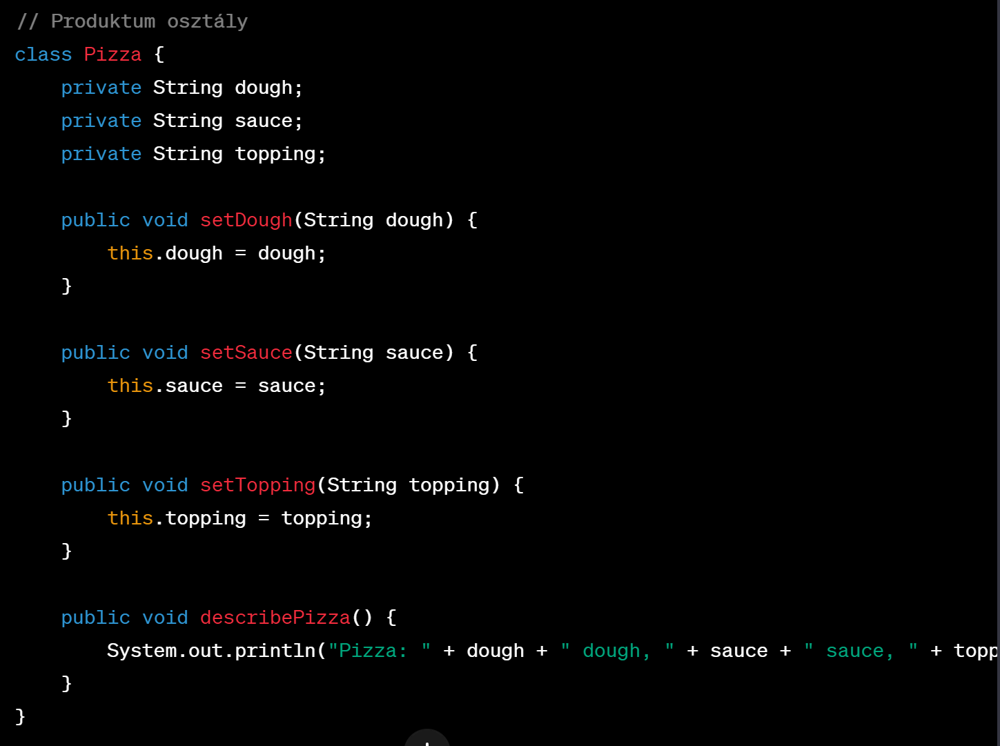 // Produktum osztály
class Pizza {
    private String dough;
    private String sauce;
    private String topping;

    public void setDough(String dough) {
        this.dough = dough;
    }

    public void setSauce(String sauce) {
        this.sauce = sauce;
    }

    public void setTopping(String topping) {
        this.topping = topping;
    }

    public void describePizza() {
        System.out.println("Pizza: " + dough + " dough, " + sauce + " sauce, " + topp
    }
}